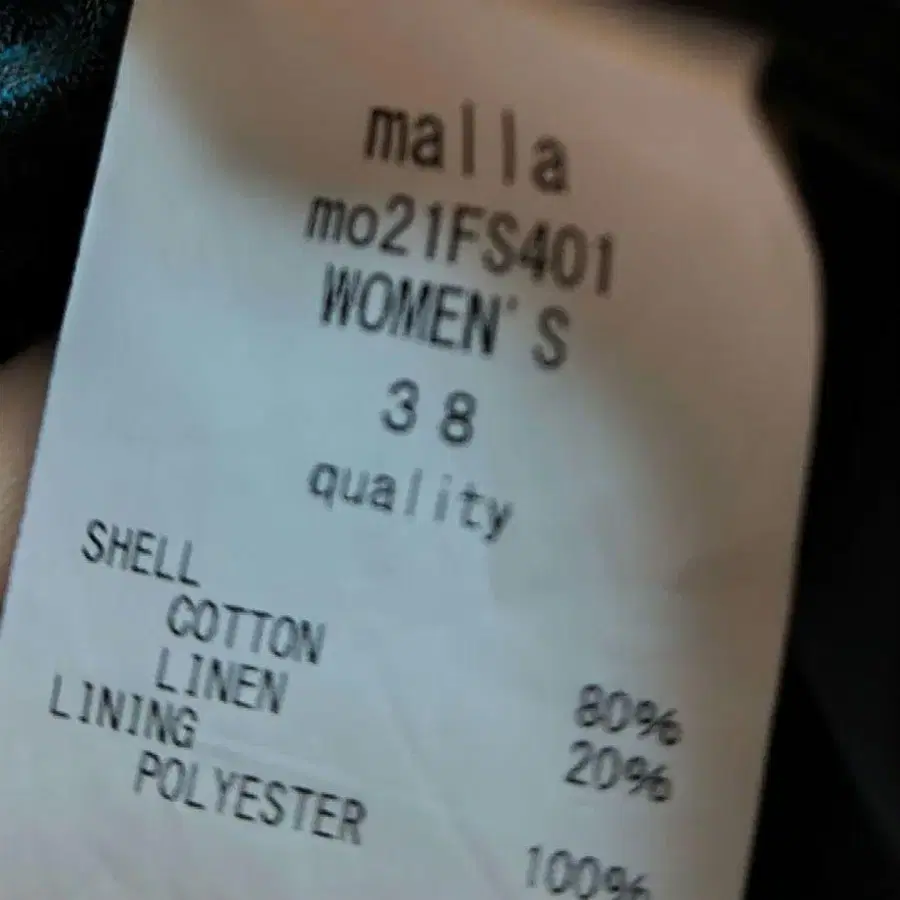 malla
mo21FS401
WOMEN'S
38
quality
SHELL
COTTON 80%
LINEN 20%
LINING
POLYESTER 100%